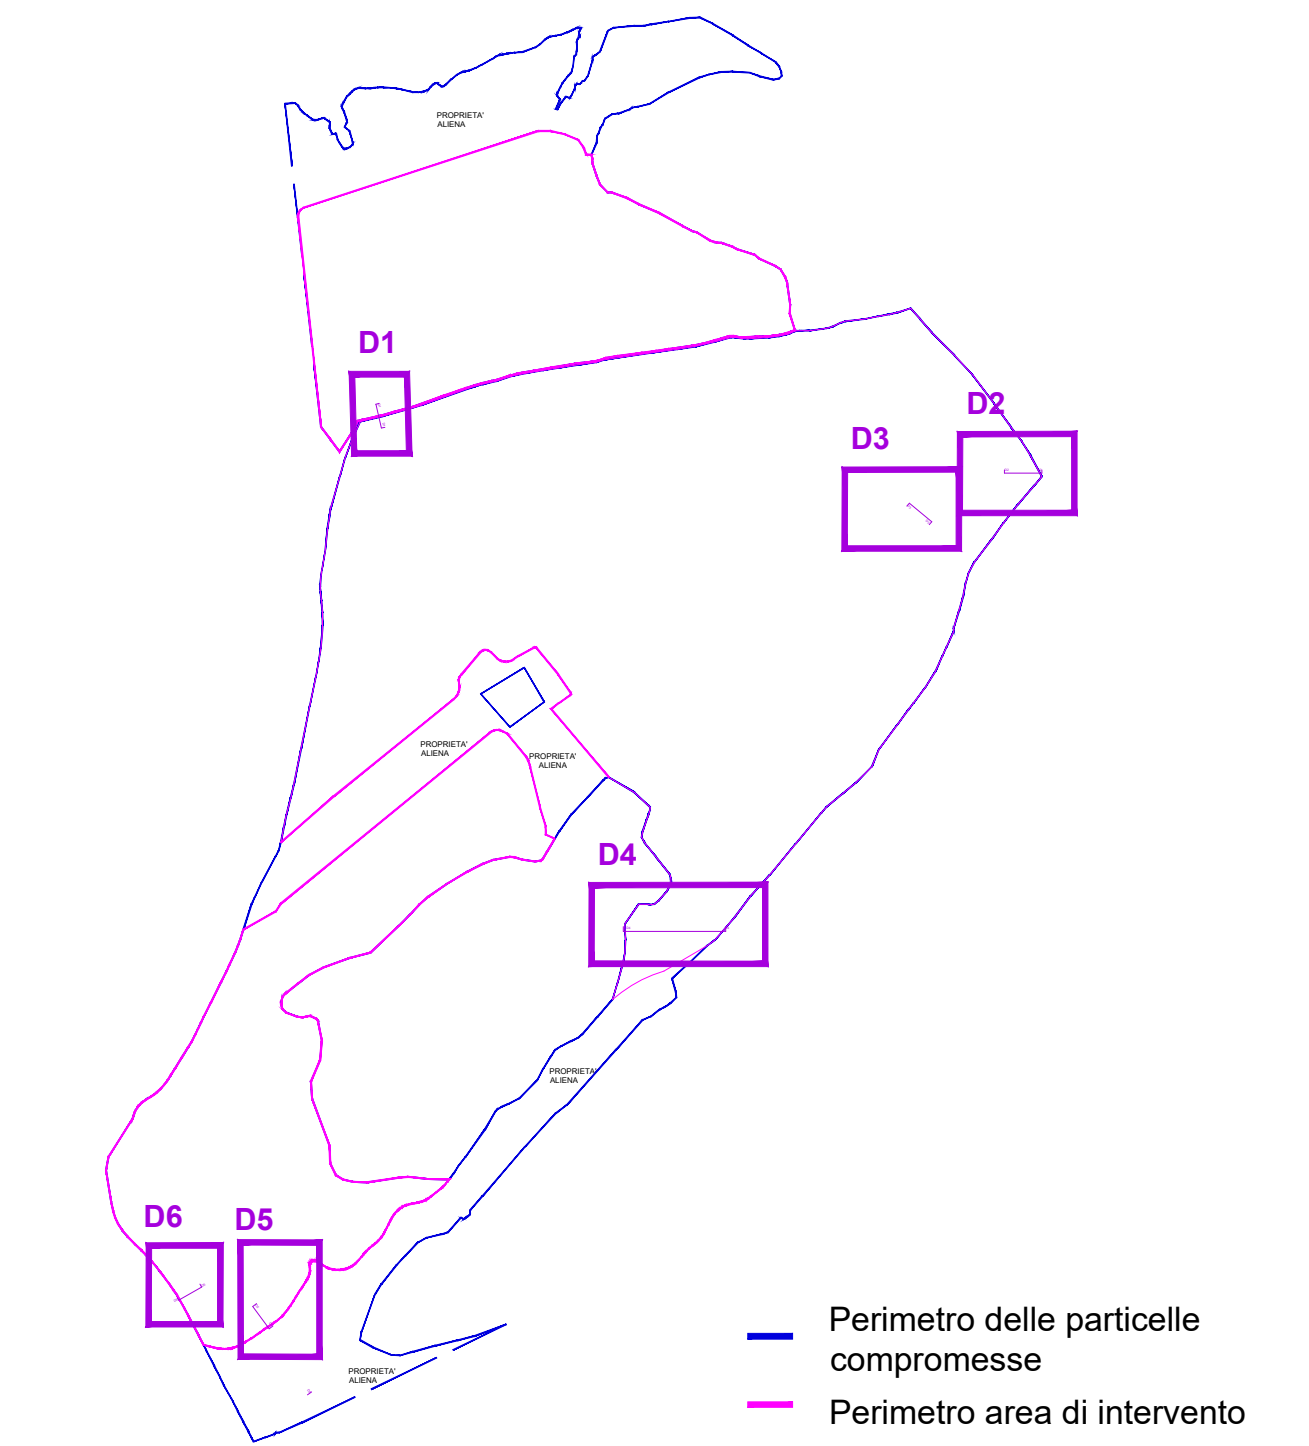 PROPRIETA'
ALIENA
D1
D2
D3
PROPRIETA'
ALIENA
PROPRIETA'
ALIENA
D4
PROPRIETA'
ALIENA
D6
D5
PROPRIETA'
ALIENA
Perimetro delle particelle
compromesse
Perimetro area di intervento